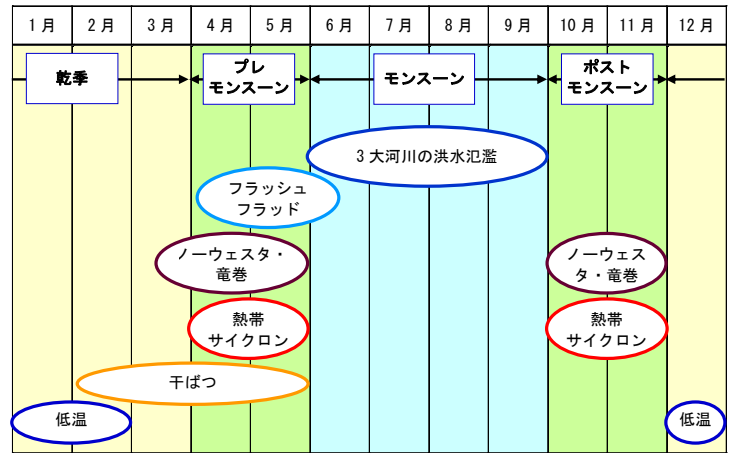 1月 2月 3月 4月 5月 6月 7月 8月 9月 10月 11月 12月
乾季
プレ
モンスーン
モンスーン
ポスト
モンスーン
3大河川の洪水氾濫
フラッシュ
フラッド
ノーウェスタ・
竜巻
ノーウェス
タ・竜巻
熱帯
サイクロン
熱帯
サイクロン
干ばつ
低温
低温